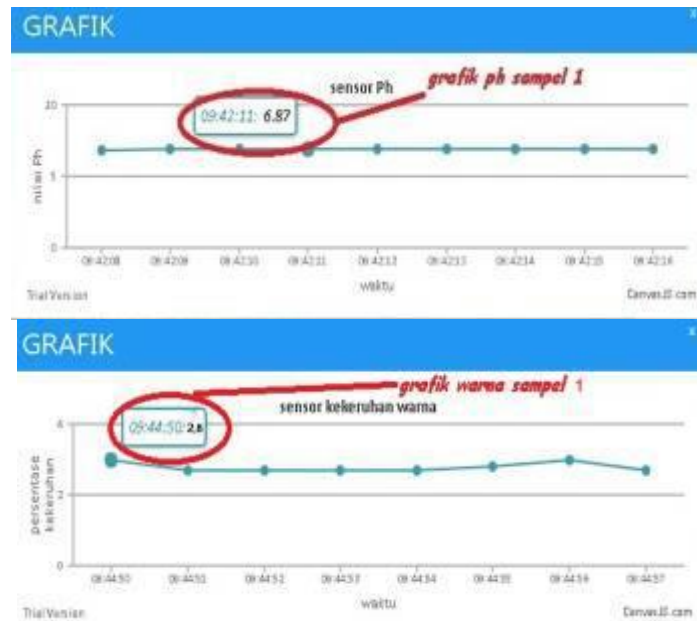 GRAFIK
x
sensor Ph
grafik ph sampel 1
10
09:42:11: 6.87
nilai Ph
5
0
09:42:08 09:42:09 09:42:10 09:42:11 09:42:12 09:42:13 09:42:14 09:42:15 09:42:16
waktu
Trial Version
CanvasJS.com
GRAFIK
x
grafik warna sampel 1
sensor kekeruhan warna
4
09:44:50: 2,8
persentase
kekeruhan
2
0
09:44:50 09:44:51 09:44:52 09:44:53 09:44:54 09:44:55 09:44:56 09:44:57
waktu
Trial Version
CanvasJS.com